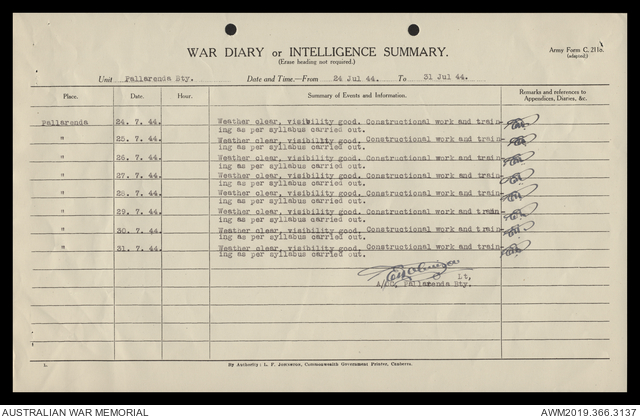 WAR DIARY or INTELLIGENCE SUMMARY.
(Erase heading not required.)
Army Form C. 2118.
(adapted)
Unit Pallarenda Bty. Date and Time.—From 24 Jul 44. To 31 Jul 44.
Place. Date. Hour. Summary of Events and Information. Remarks and references to Appendices, Diaries, &c.
Pallarenda 24. 7. 44. Weather clear, visibility good. Constructional work and train-
ing as per syllabus carried out.
" 25. 7. 44. Weather clear, visibility good. Constructional work and train-
ing as per syllabus carried out.
" 26. 7. 44. Weather clear, visibility good. Constructional work and train-
ing as per syllabus carried out.
" 27. 7. 44. Weather clear, visibility good. Constructional work and train-
ing as per syllabus carried out.
" 28. 7. 44. Weather clear, visibility good. Constructional work and train-
ing as per syllabus carried out.
" 29. 7. 44. Weather clear, visibility good. Constructional work and train-
ing as per syllabus carried out.
" 30. 7. 44. Weather clear, visibility good. Constructional work and train-
ing as per syllabus carried out.
" 31. 7. 44. Weather clear, visibility good. Constructional work and train-
ing as per syllabus carried out.
Lt,
A/OC. Pallarenda Bty.
By Authority: L. F. Johnston, Commonwealth Government Printer, Canberra.
AUSTRALIAN WAR MEMORIAL
AWM2019.366.3137